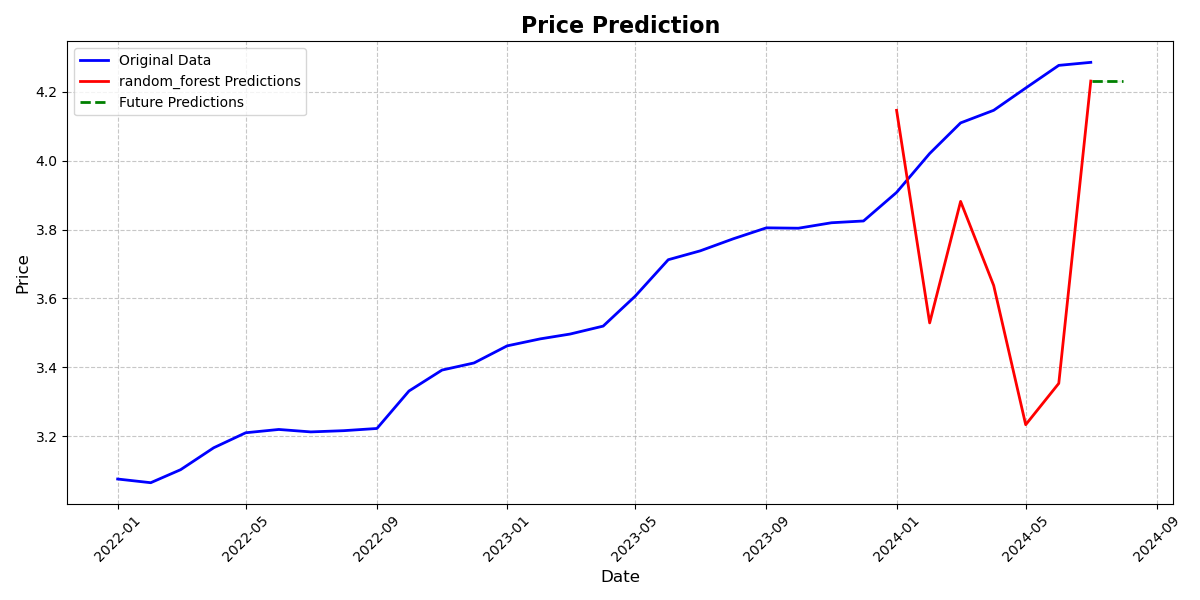 Price Prediction
Original Data
random_forest Predictions
Future Predictions
Price
4.2
4.0
3.8
3.6
3.4
3.2
2022-01
2022-05
2022-09
2023-01
2023-05
2023-09
2024-01
2024-05
2024-09
Date